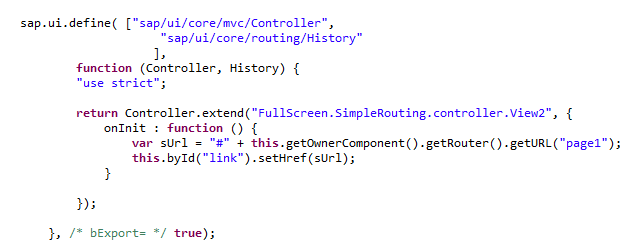 sap.ui.define( ["sap/ui/core/mvc/Controller",
"sap/ui/core/routing/History"
],
function (Controller, History) {
"use strict";
return Controller.extend("FullScreen.SimpleRouting.controller.View2", {
onInit : function () {
var sUrl = "#" + this.getOwnerComponent().getRouter().getURL("page1");
this.byId("link").setHref(sUrl);
}
});
}, /* bExport= */ true);